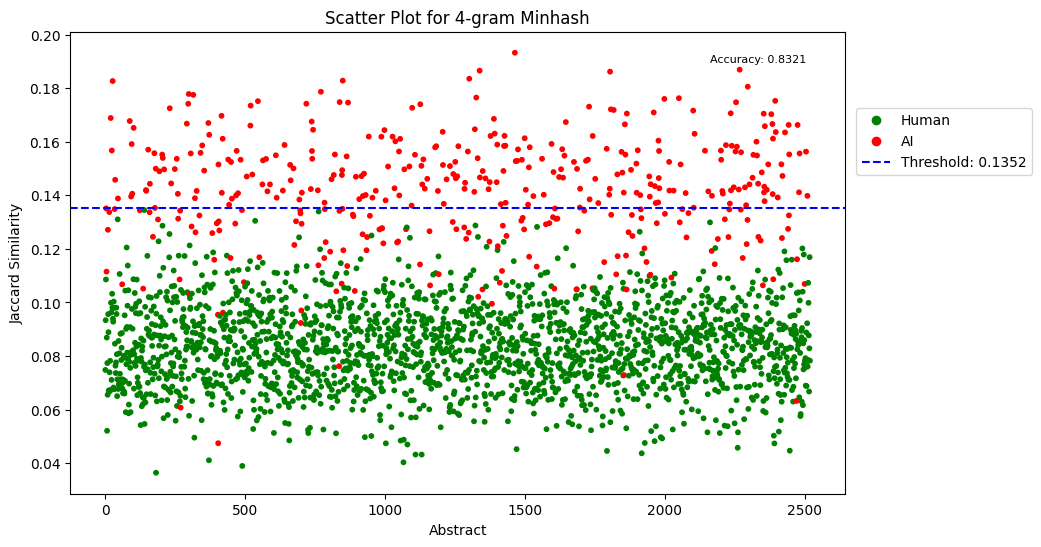 Scatter Plot for 4-gram Minhash
Accuracy: 0.8321
Human
AI
Threshold: 0.1352
Jaccard Similarity
0.20
0.18
0.16
0.14
0.12
0.10
0.08
0.06
0.04
0
500
1000
1500
2000
2500
Abstract